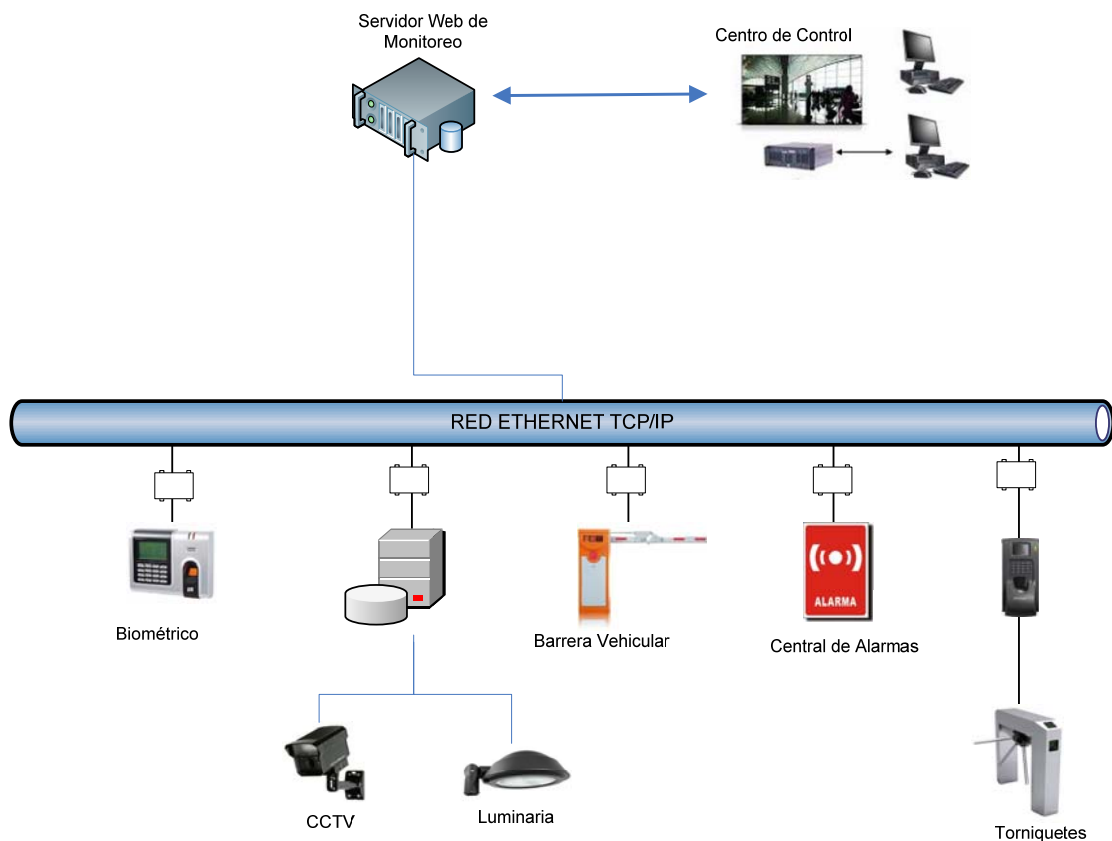 Servidor Web de
Monitoreo
Centro de Control
RED ETHERNET TCP/IP
ALARMA
Biométrico
Barrera Vehicular
Central de Alarmas
CCTV
Luminaria
Torniquetes